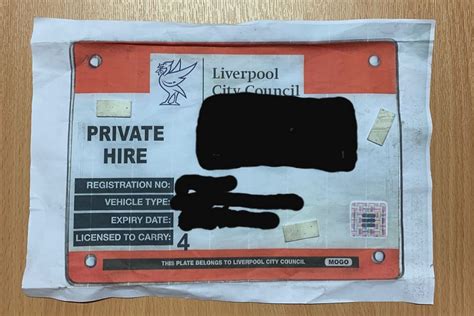 Liverpool
City Council
PRIVATE
HIRE
REGISTRATION NO:
VEHICLE TYPE:
EXPIRY DATE:
LICENSED TO CARRY: 4
THIS PLATE BELONGS TO LIVERPOOL CITY COUNCIL MOGO